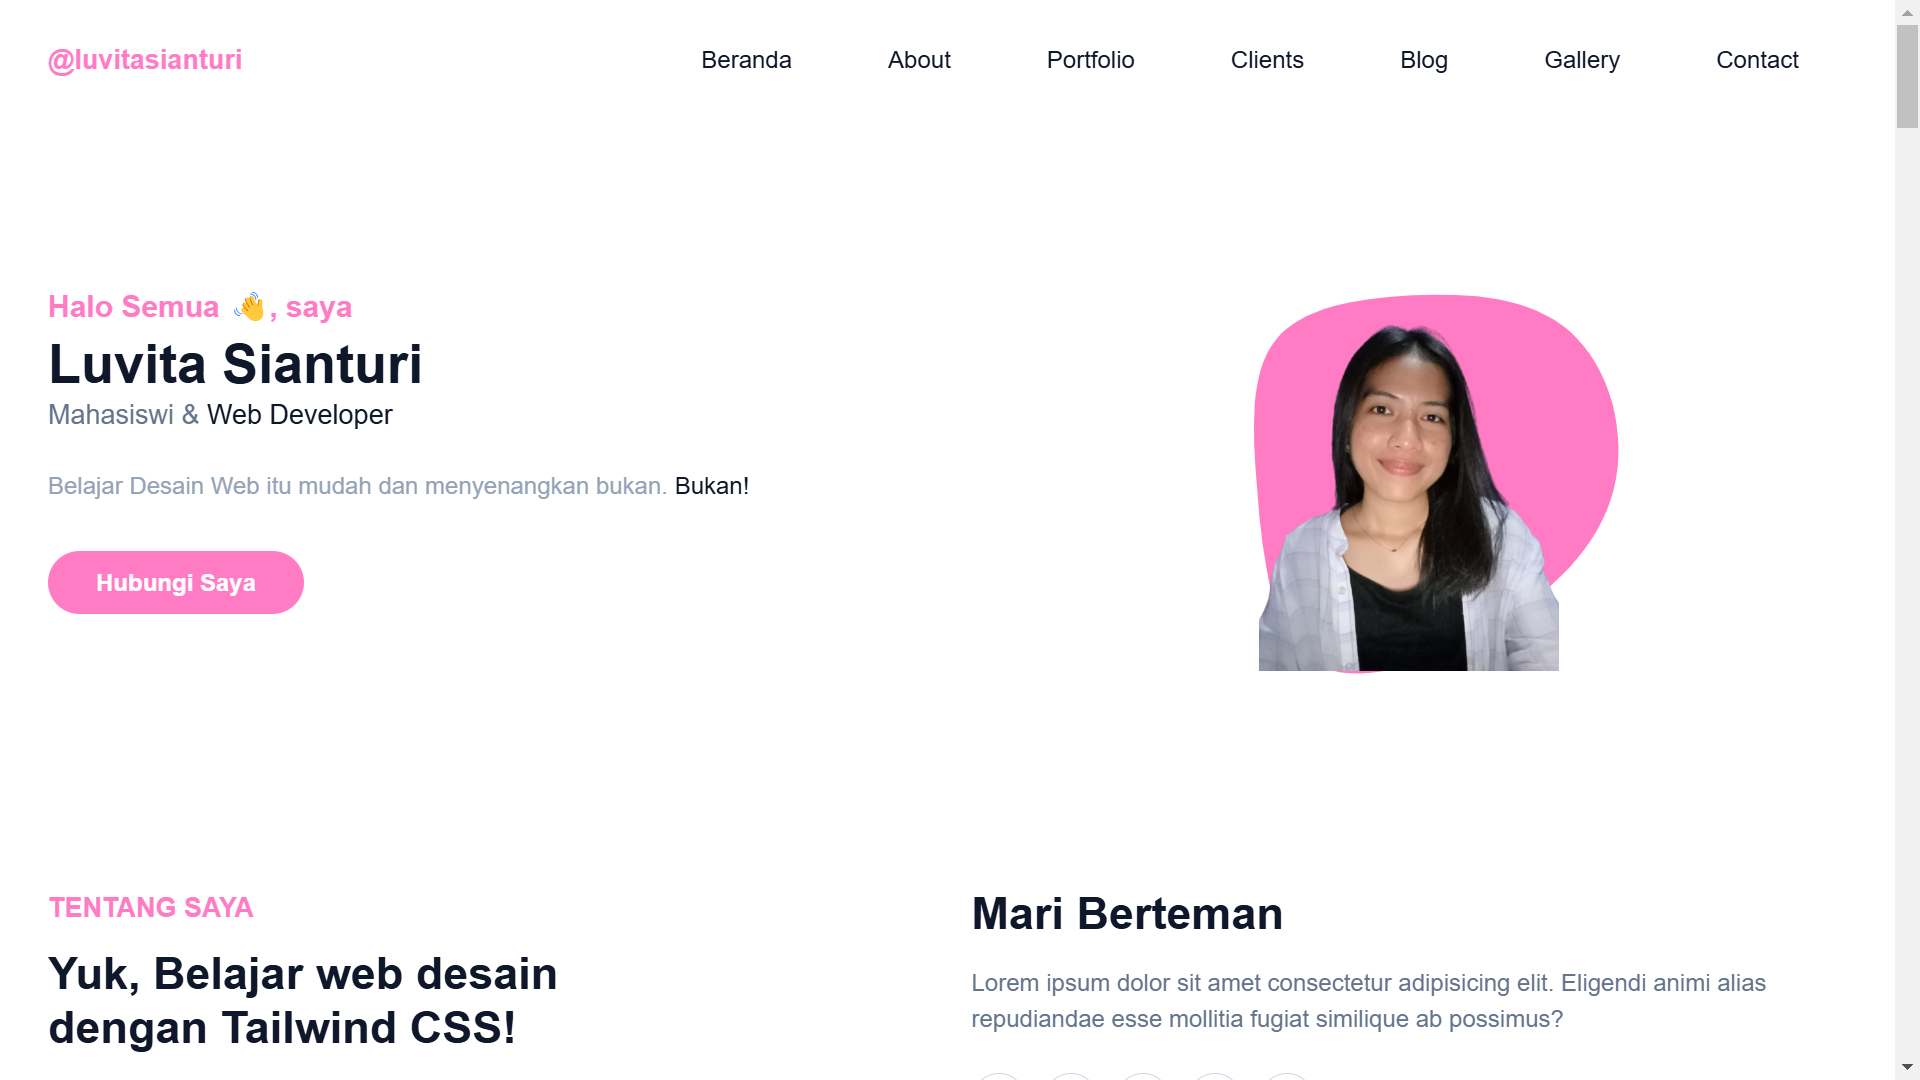 @luvitasianturi
Beranda
About
Portfolio
Clients
Blog
Gallery
Contact
Halo Semua 👋, saya
Luvita Sianturi
Mahasiswi & Web Developer
Belajar Desain Web itu mudah dan menyenangkan bukan. Bukan!
Hubungi Saya
TENTANG SAYA
Yuk, Belajar web desain
dengan Tailwind CSS!
Mari Berteman
Lorem ipsum dolor sit amet consectetur adipisicing elit. Eligendi animi alias
repudiandae esse mollitia fugiat similique ab possimus?